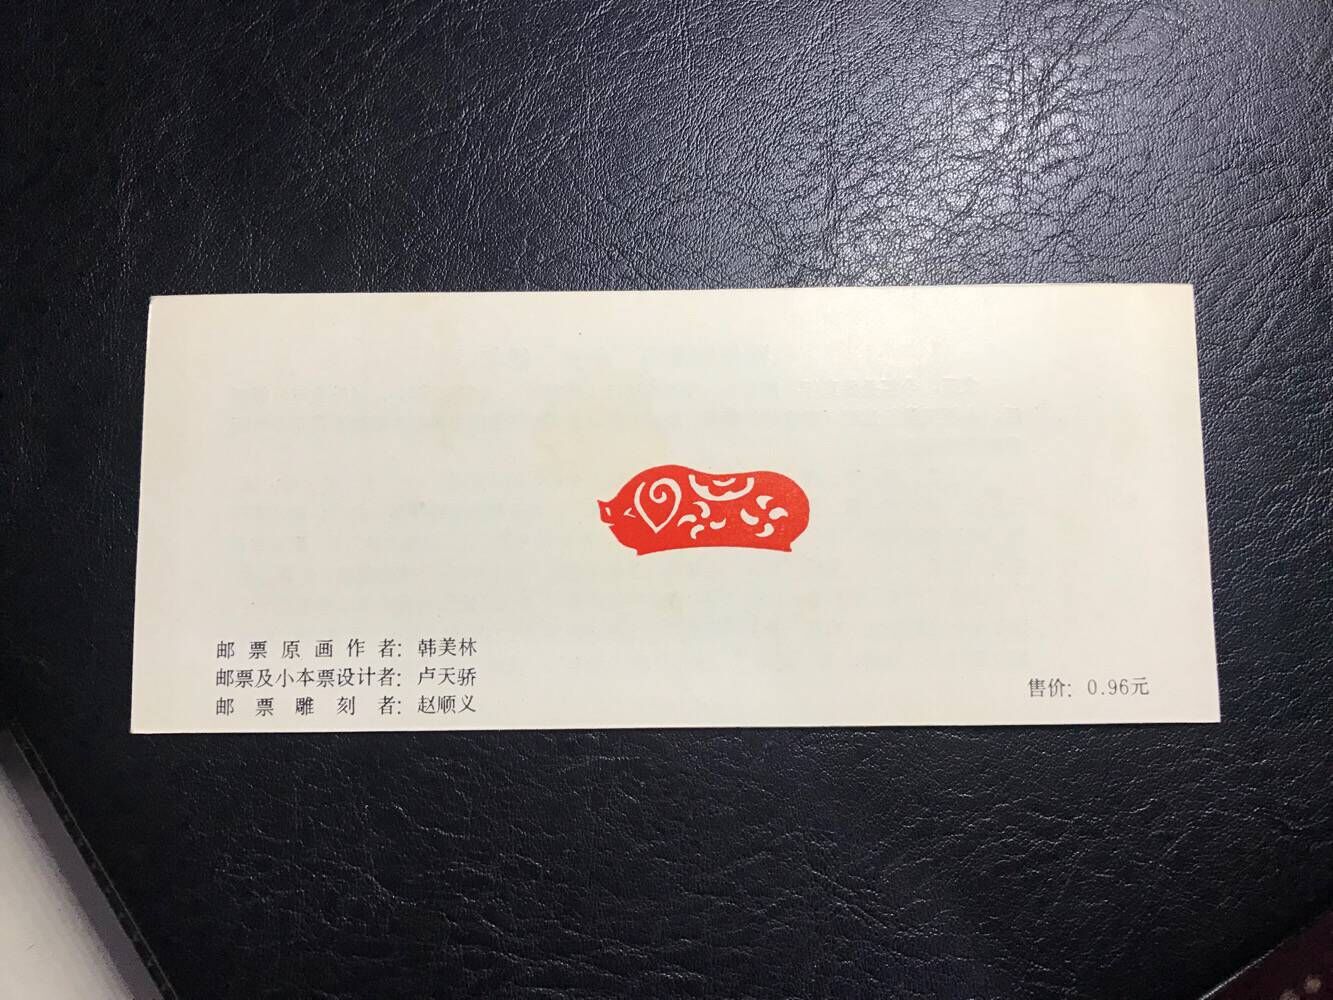 邮票原画作者：韩美林
邮票及小本票设计者：卢天骄
邮票雕刻者：赵顺义
售价：0.96元